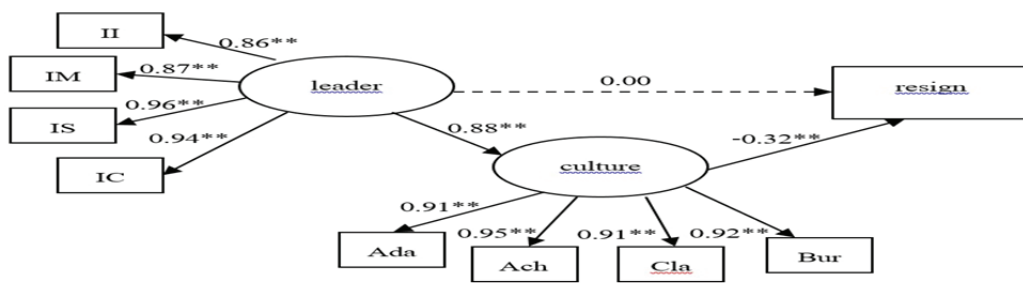 II
0.86**
IM
0.87**
leader
0.00
resign
0.96**
IS
0.94**
0.88**
-0.32**
IC
culture
0.91**
0.95**
0.91**
0.92**
Ada
Ach
Cla
Bur